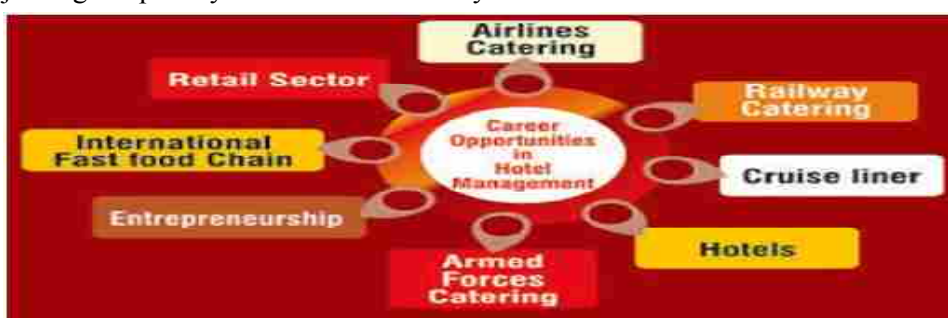 Airlines
Catering
Retail Sector
Railway
Catering
International
Fast food Chain
Career
Opportunities
in
Hotel
Management
Cruise liner
Entrepreneurship
Hotels
Armed
Forces
Catering